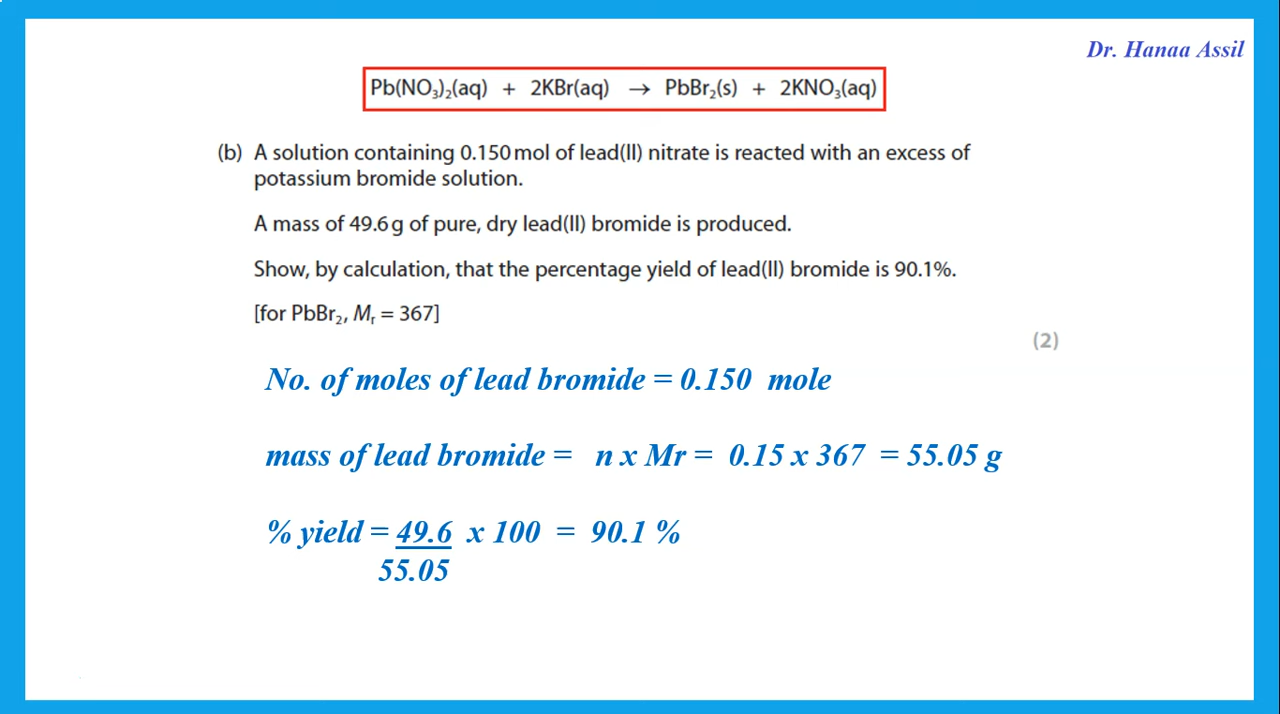 Dr. Hanaa Assil
Pb(NO₃)₂(aq) + 2KBr(aq) → PbBr₂(s) + 2KNO₃(aq)
(b) A solution containing 0.150 mol of lead(II) nitrate is reacted with an excess of
potassium bromide solution.
A mass of 49.6 g of pure, dry lead(II) bromide is produced.
Show, by calculation, that the percentage yield of lead(II) bromide is 90.1%.
[for PbBr₂, Mᵣ = 367]
(2)
No. of moles of lead bromide = 0.150 mole
mass of lead bromide = n x Mr = 0.15 x 367 = 55.05 g
% yield = 49.6 x 100 = 90.1 %
55.05